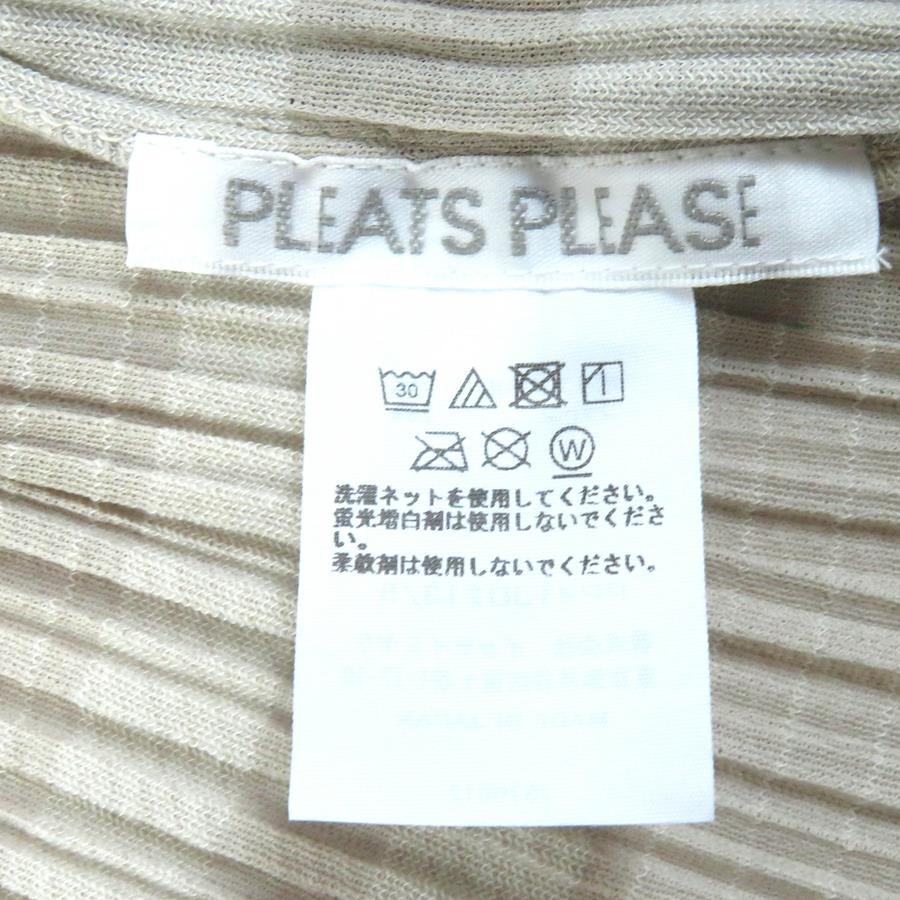 PLEATS PLEASE
30
W
洗濯ネットを使用してください。
蛍光増白剤は使用しないでくださ
い。
柔軟剤は使用しないでください。